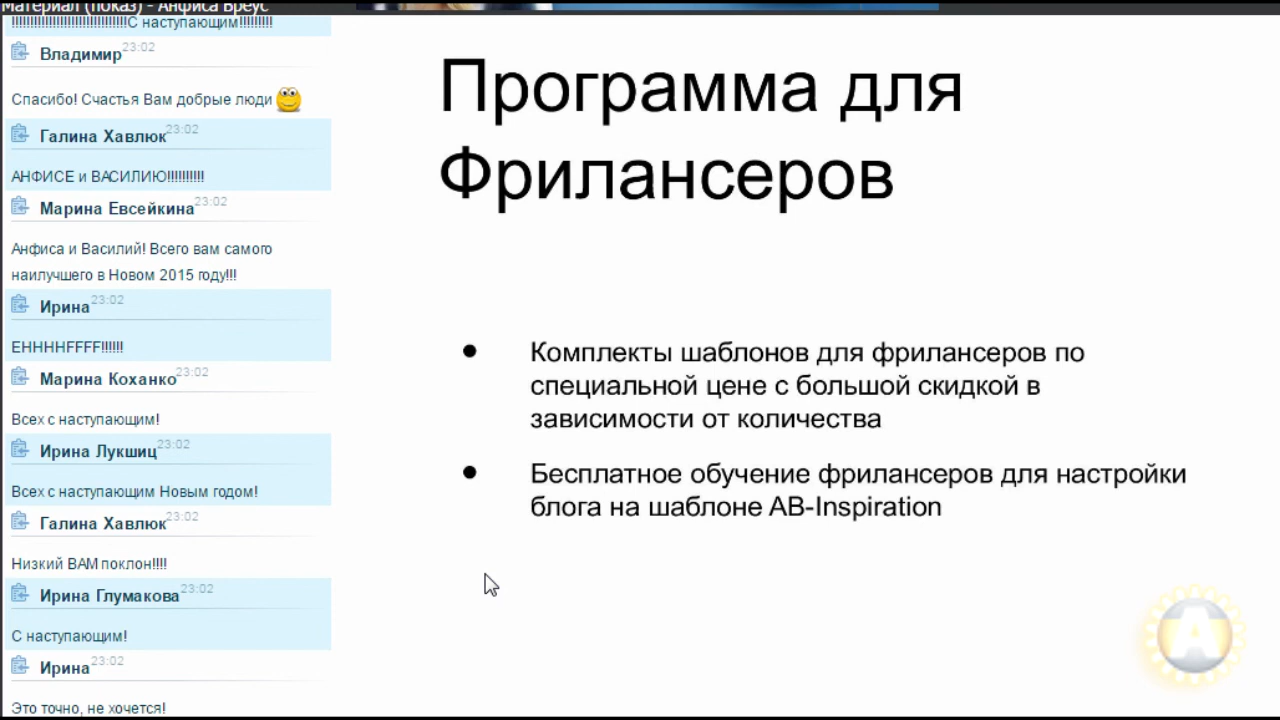 Материал (показ) - Анфиса Бреус
!!!!!!!!!!!!!!!!!!!!!!!!!!!!!!!С наступающим!!!!!!!!!
Владимир 23:02
Спасибо! Счастья Вам добрые люди
Галина Хавлюк 23:02
АНФИСЕ и ВАСИЛИЮ!!!!!!!!!!
Марина Евсейкина 23:02
Анфиса и Василий! Всего вам самого
наилучшего в Новом 2015 году!!!
Ирина 23:02
ЕННННFFFF!!!!!!
Марина Коханко 23:02
Всех с наступающим!
Ирина Лукшиц 23:02
Всех с наступающим Новым годом!
Галина Хавлюк 23:02
Низкий ВАМ поклон!!!!
Ирина Глумакова 23:02
С наступающим!
Ирина 23:02
Это точно, не хочется!
Программа для
Фрилансеров
● Комплекты шаблонов для фрилансеров по
специальной цене с большой скидкой в
зависимости от количества
● Бесплатное обучение фрилансеров для настройки
блога на шаблоне AB-Inspiration
A